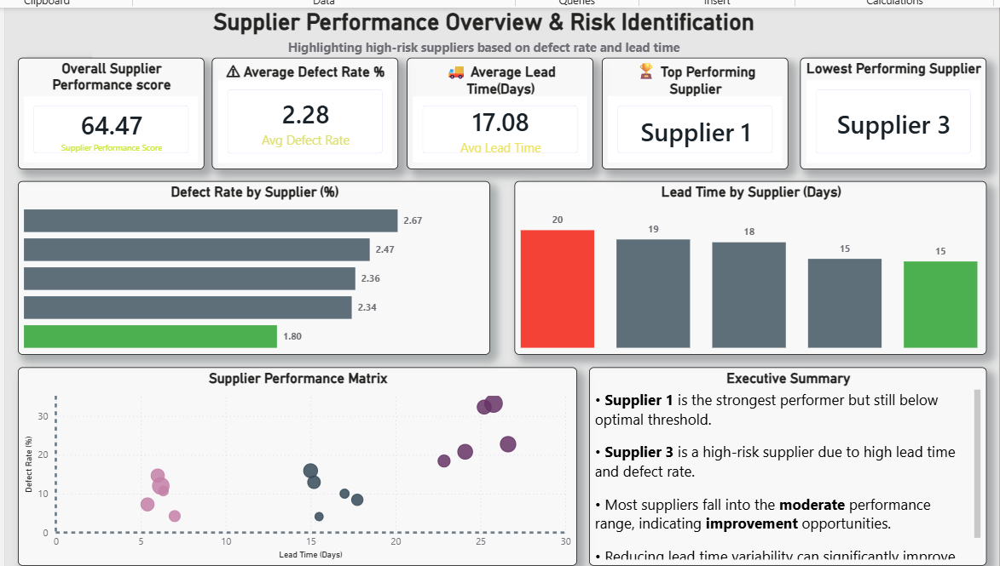 Clipboard
Data
Queries
Insert
Calculations
Supplier Performance Overview & Risk Identification
Highlighting high-risk suppliers based on defect rate and lead time
Overall Supplier
Performance score
64.47
Supplier Performance Score
⚠ Average Defect Rate %
2.28
Avg Defect Rate
🚚 Average Lead
Time(Days)
17.08
Avg Lead Time
🏆 Top Performing
Supplier
Supplier 1
Lowest Performing Supplier
Supplier 3
Defect Rate by Supplier (%)
2.67
2.47
2.36
2.34
1.80
Lead Time by Supplier (Days)
20
19
18
15
15
Supplier Performance Matrix
Defect Rate (%)
30
20
10
0
0
5
10
15
20
25
30
Lead Time (Days)
Executive Summary
• Supplier 1 is the strongest performer but still below
optimal threshold.
• Supplier 3 is a high-risk supplier due to high lead time
and defect rate.
• Most suppliers fall into the moderate performance
range, indicating improvement opportunities.
• Reducing lead time variability can significantly improve